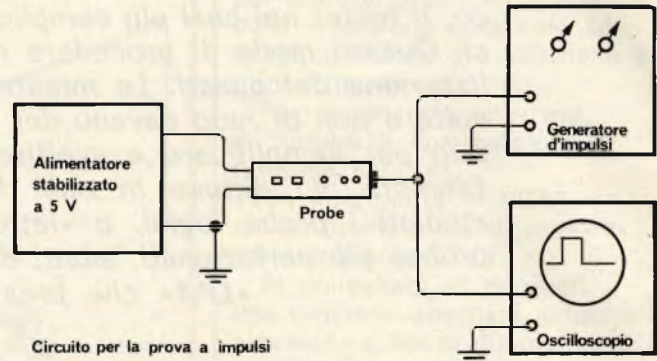 Alimentatore
stabilizzato
a 5 V
Probe
Generatore
d'impulsi
Oscilloscopio
Circuito per la prova a impulsi